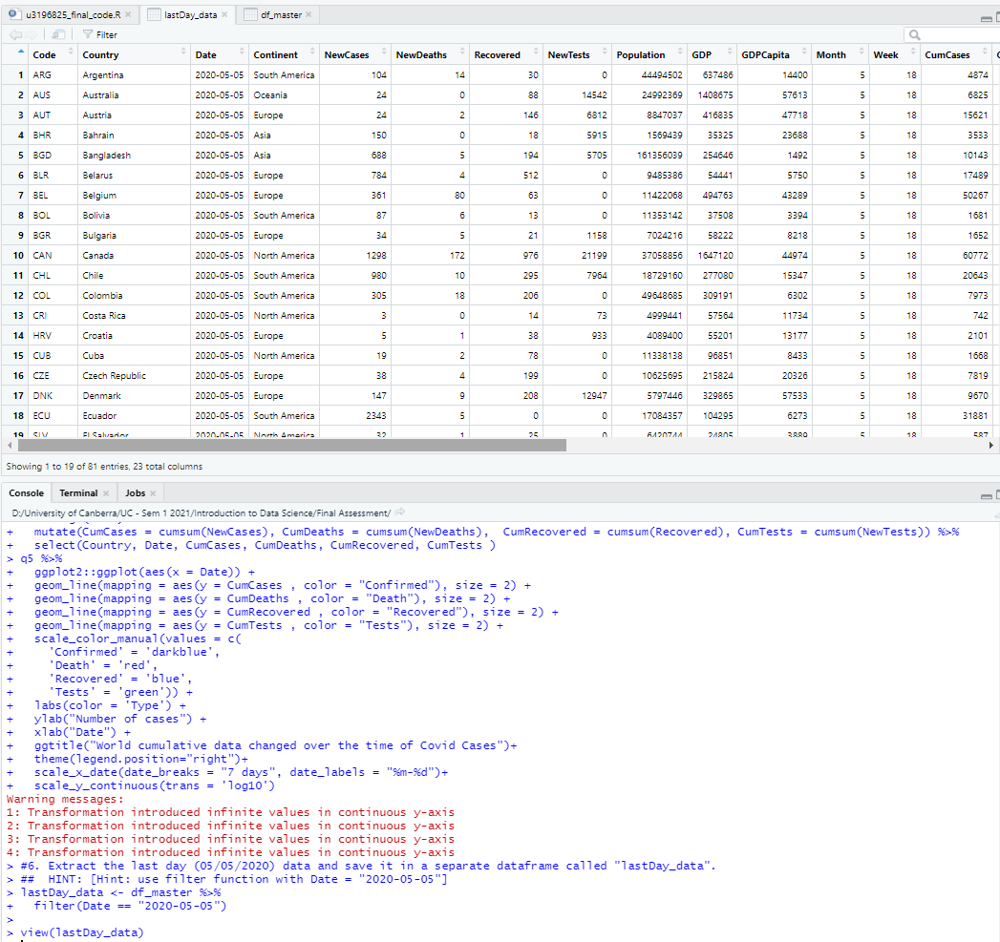 u3196825_final_code.R × lastDay_data × df_master ×
Filter
Code Country Date Continent NewCases NewDeaths Recovered NewTests Population GDP GDPCapita Month Week CumCases
1 ARG Argentina 2020-05-05 South America 104 14 30 0 44494502 637486 14400 5 18 4874
2 AUS Australia 2020-05-05 Oceania 24 0 88 14542 24992369 1408675 57613 5 18 6825
3 AUT Austria 2020-05-05 Europe 24 2 146 6812 8847037 416835 47718 5 18 15621
4 BHR Bahrain 2020-05-05 Asia 150 0 18 5915 1569439 35325 23688 5 18 3533
5 BGD Bangladesh 2020-05-05 Asia 688 5 194 5705 161356039 254646 1492 5 18 10143
6 BLR Belarus 2020-05-05 Europe 784 4 512 0 9485386 54441 5750 5 18 17489
7 BEL Belgium 2020-05-05 Europe 361 80 63 0 11422068 494763 43289 5 18 50267
8 BOL Bolivia 2020-05-05 South America 87 6 13 0 11353142 37508 3394 5 18 1681
9 BGR Bulgaria 2020-05-05 Europe 34 5 21 1158 7024216 58222 8218 5 18 1652
10 CAN Canada 2020-05-05 North America 1298 172 976 21199 37058856 1647120 44974 5 18 60772
11 CHL Chile 2020-05-05 South America 980 10 295 7964 18729160 277080 15347 5 18 20643
12 COL Colombia 2020-05-05 South America 305 18 206 0 49648685 309191 6302 5 18 7973
13 CRI Costa Rica 2020-05-05 North America 3 0 14 73 4999441 57564 11734 5 18 742
14 HRV Croatia 2020-05-05 Europe 5 1 38 933 4089400 55201 13177 5 18 2101
15 CUB Cuba 2020-05-05 North America 19 2 78 0 11338138 96851 8433 5 18 1668
16 CZE Czech Republic 2020-05-05 Europe 38 4 199 0 10625695 215824 20326 5 18 7819
17 DNK Denmark 2020-05-05 Europe 147 9 208 12947 5797446 329865 57533 5 18 9670
18 ECU Ecuador 2020-05-05 South America 2343 5 0 0 17084357 104295 6273 5 18 31881
19 SLV El Salvador 2020-05-05 North America 32 1 25 0 6420744 24805 3889 5 18 587
Showing 1 to 19 of 81 entries, 23 total columns
Console Terminal × Jobs ×
D:/University of Canberra/UC - Sem 1 2021/Introduction to Data Science/Final Assessment/
+ mutate(CumCases = cumsum(NewCases), CumDeaths = cumsum(NewDeaths), CumRecovered = cumsum(Recovered), CumTests = cumsum(NewTests)) %>%
+ select(Country, Date, CumCases, CumDeaths, CumRecovered, CumTests )
> q5 %>%
+ ggplot2::ggplot(aes(x = Date)) +
+ geom_line(mapping = aes(y = CumCases , color = "Confirmed"), size = 2) +
+ geom_line(mapping = aes(y = CumDeaths , color = "Death"), size = 2) +
+ geom_line(mapping = aes(y = CumRecovered , color = "Recovered"), size = 2) +
+ geom_line(mapping = aes(y = CumTests , color = "Tests"), size = 2) +
+ scale_color_manual(values = c(
+ 'Confirmed' = 'darkblue',
+ 'Death' = 'red',
+ 'Recovered' = 'blue',
+ 'Tests' = 'green')) +
+ labs(color = 'Type') +
+ ylab("Number of cases") +
+ xlab("Date") +
+ ggtitle("World cumulative data changed over the time of Covid Cases")+
+ theme(legend.position="right")+
+ scale_x_date(date_breaks = "7 days", date_labels = "%m-%d")+
+ scale_y_continuous(trans = 'log10')
Warning messages:
1: Transformation introduced infinite values in continuous y-axis
2: Transformation introduced infinite values in continuous y-axis
3: Transformation introduced infinite values in continuous y-axis
4: Transformation introduced infinite values in continuous y-axis
> #6. Extract the last day (05/05/2020) data and save it in a separate dataframe called "lastDay_data".
> ## HINT: [Hint: use filter function with Date = "2020-05-05"]
> lastDay_data <- df_master %>%
+ filter(Date == "2020-05-05")
>
> view(lastDay_data)